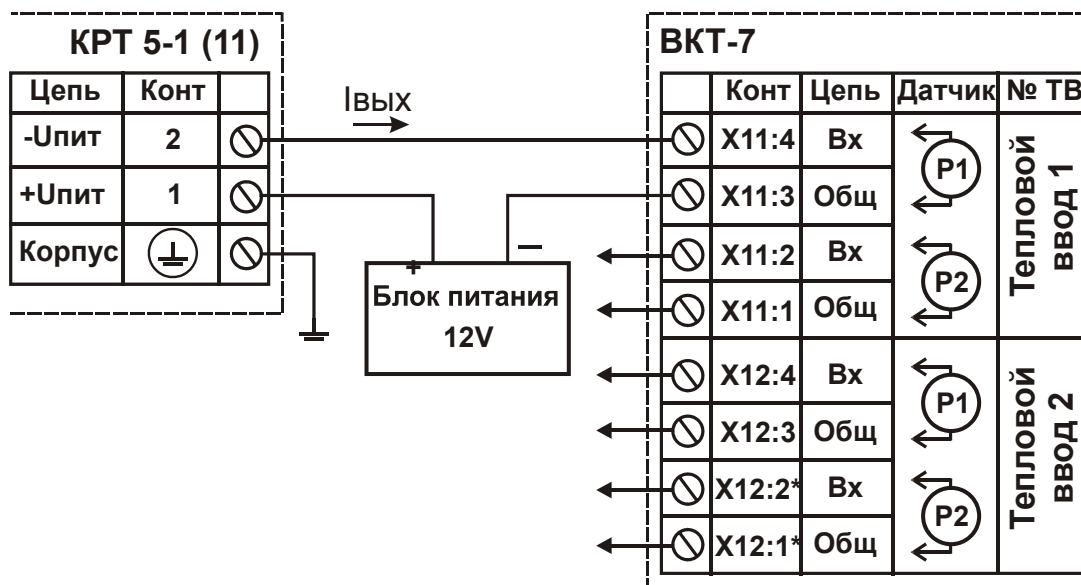 КРТ 5-1 (11)
Цепь Конт
-Uпит 2
+Uпит 1
Корпус
Iвых
+ −
Блок питания
12V
ВКТ-7
Конт Цепь Датчик № ТВ
X11:4 Вх
P1
X11:3 Общ
X11:2 Вх
P2
X11:1 Общ
Тепловой
ввод 1
X12:4 Вх
P1
X12:3 Общ
X12:2* Вх
P2
X12:1* Общ
Тепловой
ввод 2